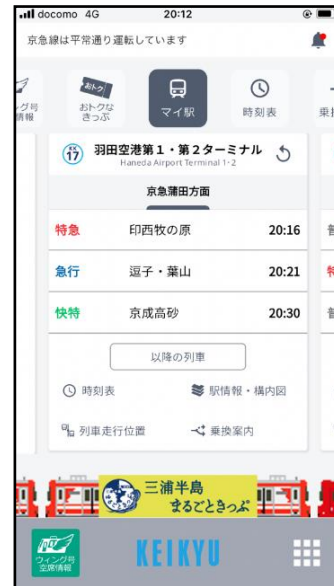 docomo 4G 20:12
京急線は平常通り運転しています
グ号
情報
おトク
おトクな
きっぷ
マイ駅
時刻表
乗換
KK
17
羽田空港第1・第2ターミナル
Haneda Airport Terminal 1・2
京急蒲田方面
特急 印西牧の原 20:16
急行 逗子・葉山 20:21
快特 京成高砂 20:30
以降の列車
時刻表 駅情報・構内図
列車走行位置 乗換案内
三浦半島
まるごときっぷ
ウィング号
空席情報
KEIKYU